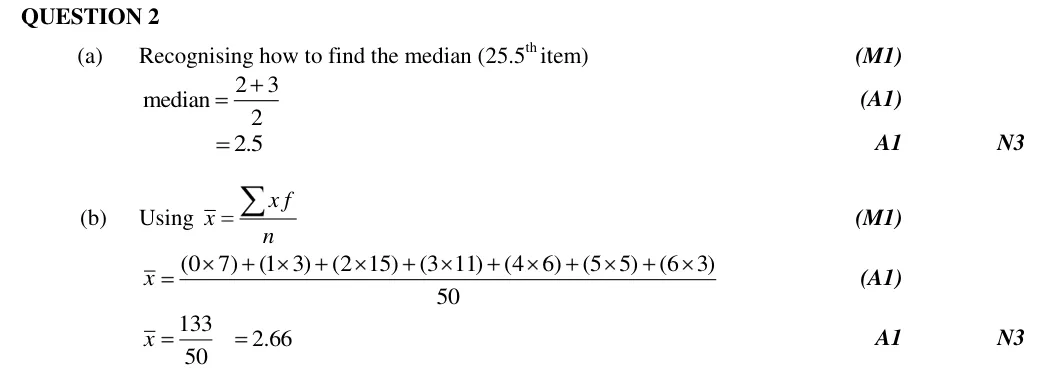 QUESTION 2
(a) Recognising how to find the median (25.5th item) (M1)
median = (2+3)/2 (A1)
= 2.5 A1 N3
(b) Using x̄ = ∑xf/n (M1)
x̄ = ((0×7)+(1×3)+(2×15)+(3×11)+(4×6)+(5×5)+(6×3))/50 (A1)
x̄ = 133/50 = 2.66 A1 N3